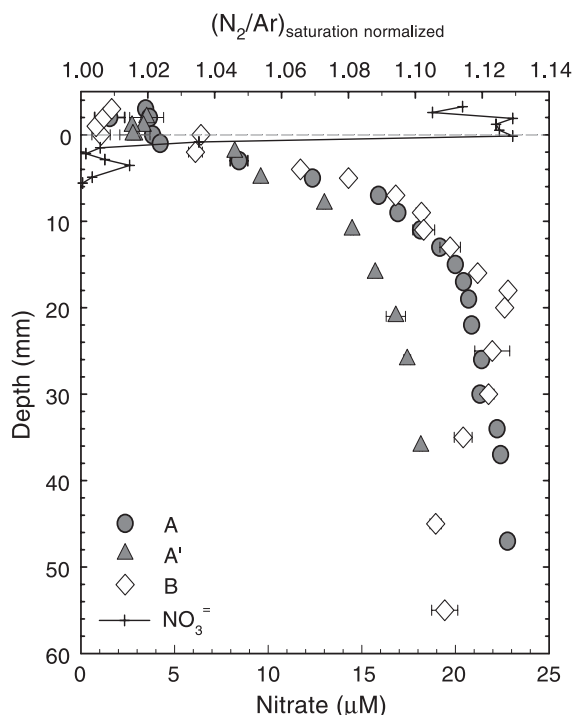 (N₂/Ar)saturation normalized
1.00 1.02 1.04 1.06 1.08 1.10 1.12 1.14
0
10
20
30
40
50
60
Depth (mm)
A
A'
B
NO₃⁼
0 5 10 15 20 25
Nitrate (μM)